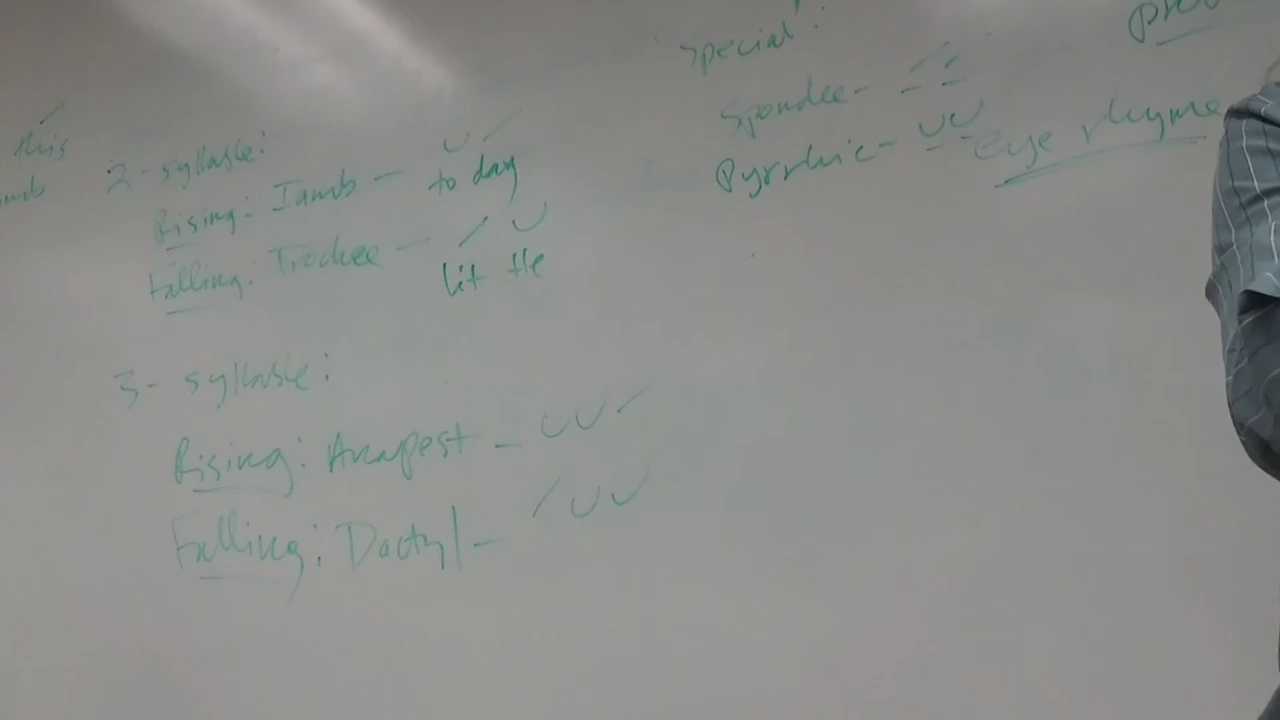 this
2-syllable:
Rising: Iamb - to day
Falling: Trochee - lit tle
3- syllable:
Rising: Anapest - ∪∪/
Falling: Dactyl - /∪∪
Special:
Spondee- //
Pyrrhic- ∪∪
eye rhyme